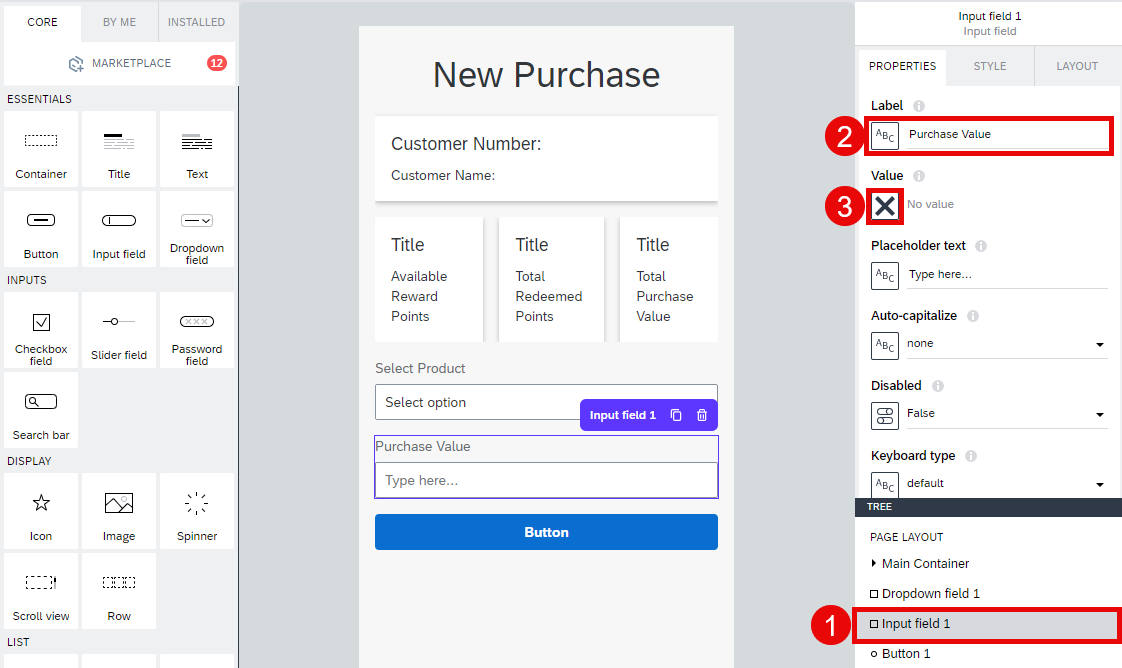 CORE
BY ME
INSTALLED
MARKETPLACE
12
ESSENTIALS
Container
Title
Text
Button
Input field
Dropdown
field
INPUTS
Checkbox
field
Slider field
Password
field
Search bar
DISPLAY
Icon
Image
Spinner
Scroll view
Row
LIST
New Purchase
Customer Number:
Customer Name:
Title
Available
Reward
Points
Title
Total
Redeemed
Points
Title
Total
Purchase
Value
Select Product
Select option
Input field 1
Purchase Value
Type here...
Button
Input field 1
Input field
PROPERTIES
STYLE
LAYOUT
Label
2
ABC
Purchase Value
Value
3
No value
Placeholder text
ABC
Type here...
Auto-capitalize
ABC
none
Disabled
False
Keyboard type
ABC
default
TREE
PAGE LAYOUT
Main Container
Dropdown field 1
1
Input field 1
Button 1